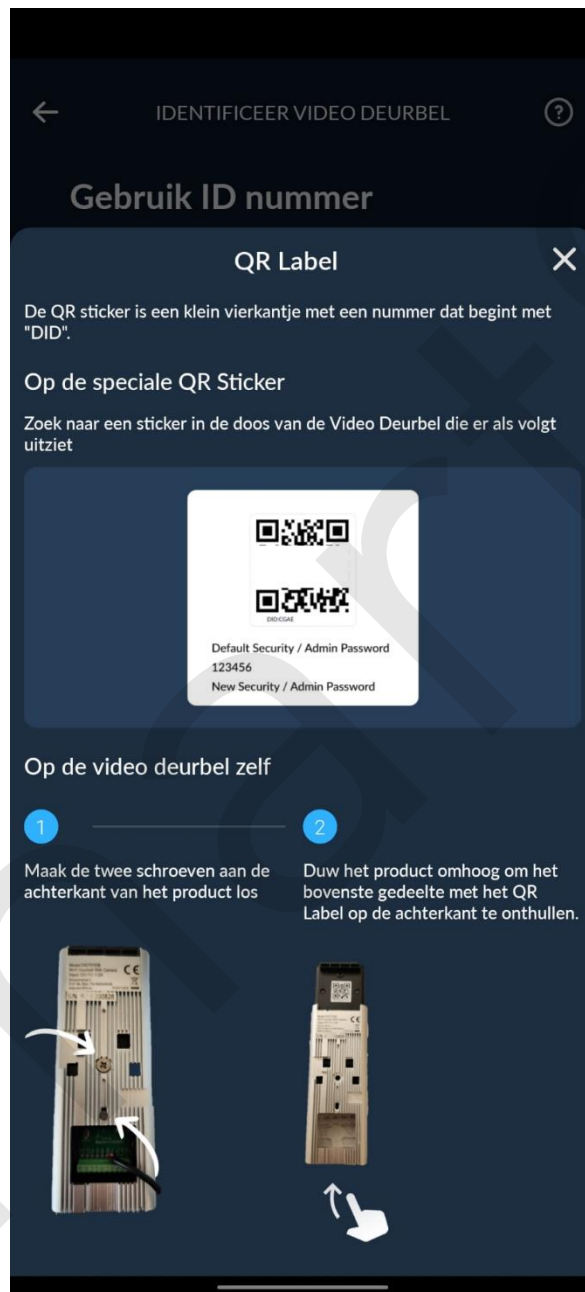 IDENTIFICEER VIDEO DEURBEL
?
Gebruik ID nummer
QR Label
De QR sticker is een klein vierkantje met een nummer dat begint met
"DID".
Op de speciale QR Sticker
Zoek naar een sticker in de doos van de Video Deurbel die er als volgt
uitziet
DID:CGAE
Default Security / Admin Password
123456
New Security / Admin Password
Op de video deurbel zelf
1
2
Maak de twee schroeven aan de
achterkant van het product los
Duw het product omhoog om het
bovenste gedeelte met het QR
Label op de achterkant te onthullen.
CE
CE